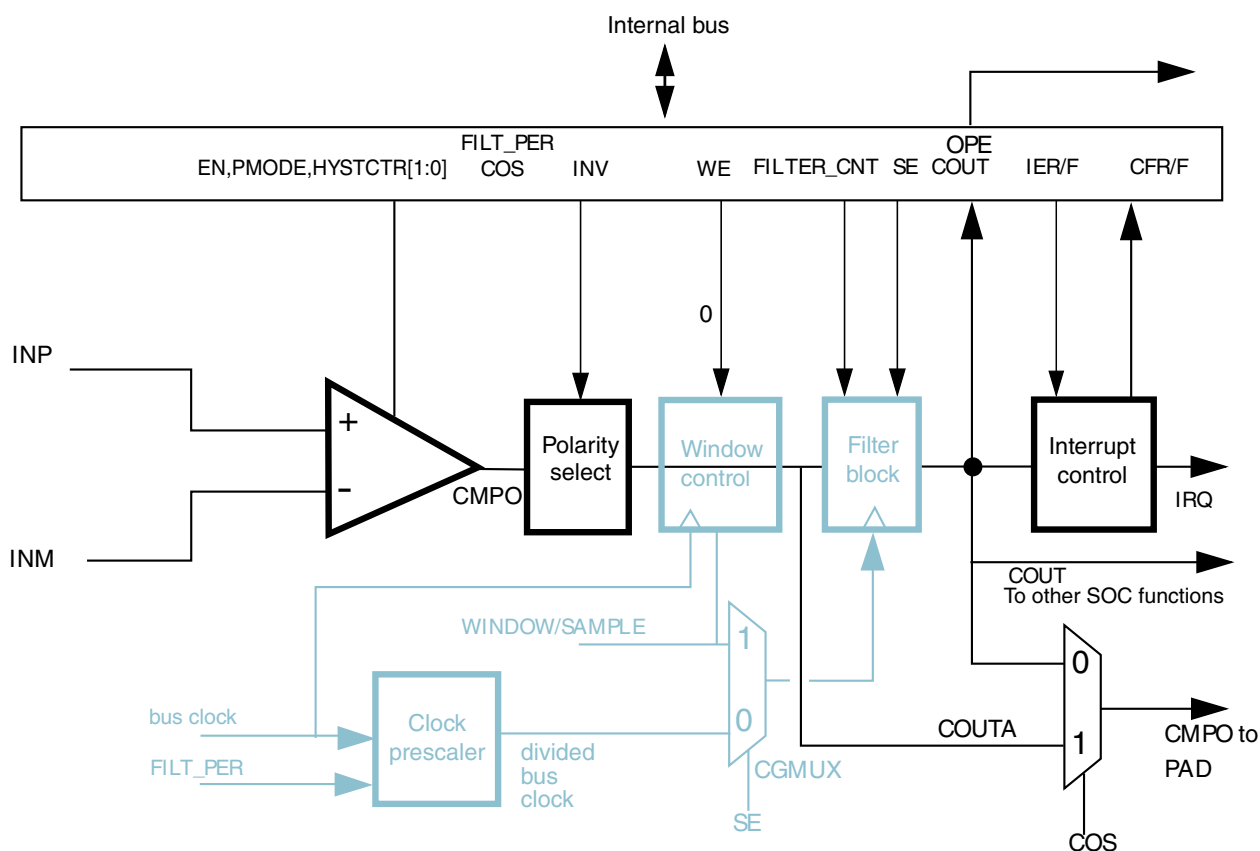 Internal bus
FILT_PER
OPE
EN,PMODE,HYSTCTR[1:0]
COS
INV
WE
FILTER_CNT
SE
COUT
IER/F
CFR/F
0
INP
+
-
INM
CMPO
Polarity
select
Window
control
Filter
block
Interrupt
control
IRQ
COUT
To other SOC functions
WINDOW/SAMPLE
1
0
bus clock
FILT_PER
Clock
prescaler
divided
bus
clock
CGMUX
SE
COUTA
0
1
CMPO to
PAD
COS